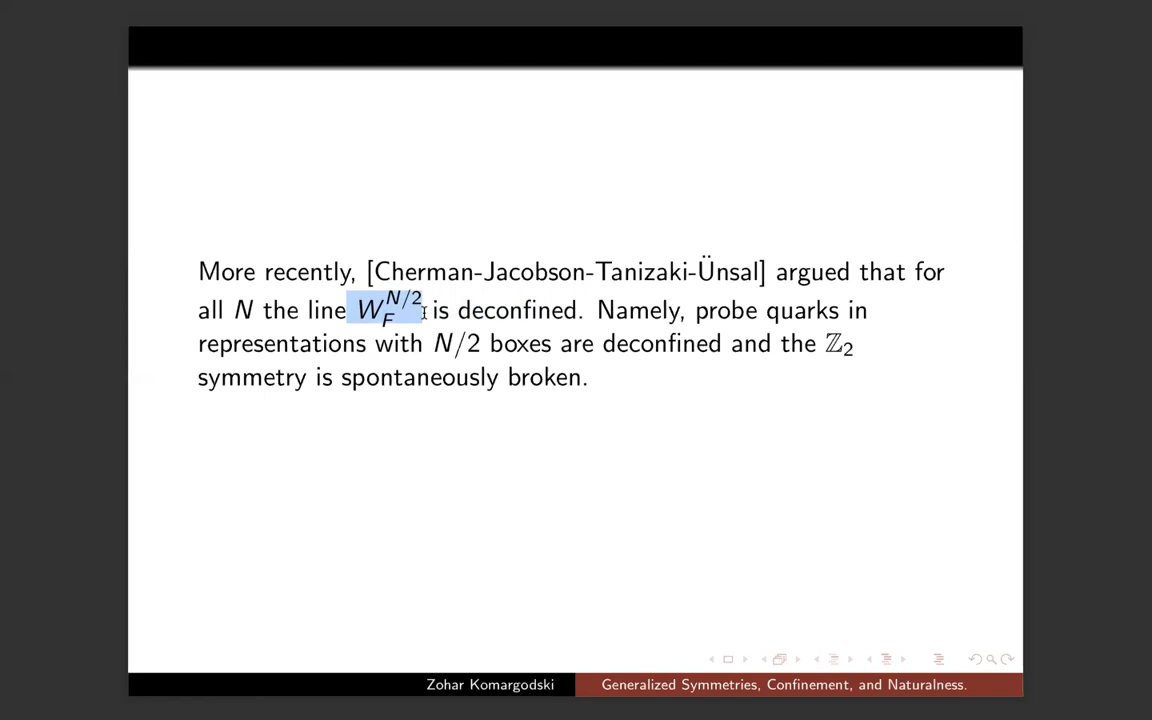 More recently, [Cherman-Jacobson-Tanizaki-Ünsal] argued that for
all N the line W_F^{N/2} is deconfined. Namely, probe quarks in
representations with N/2 boxes are deconfined and the ℤ₂
symmetry is spontaneously broken.
Zohar Komargodski
Generalized Symmetries, Confinement, and Naturalness.